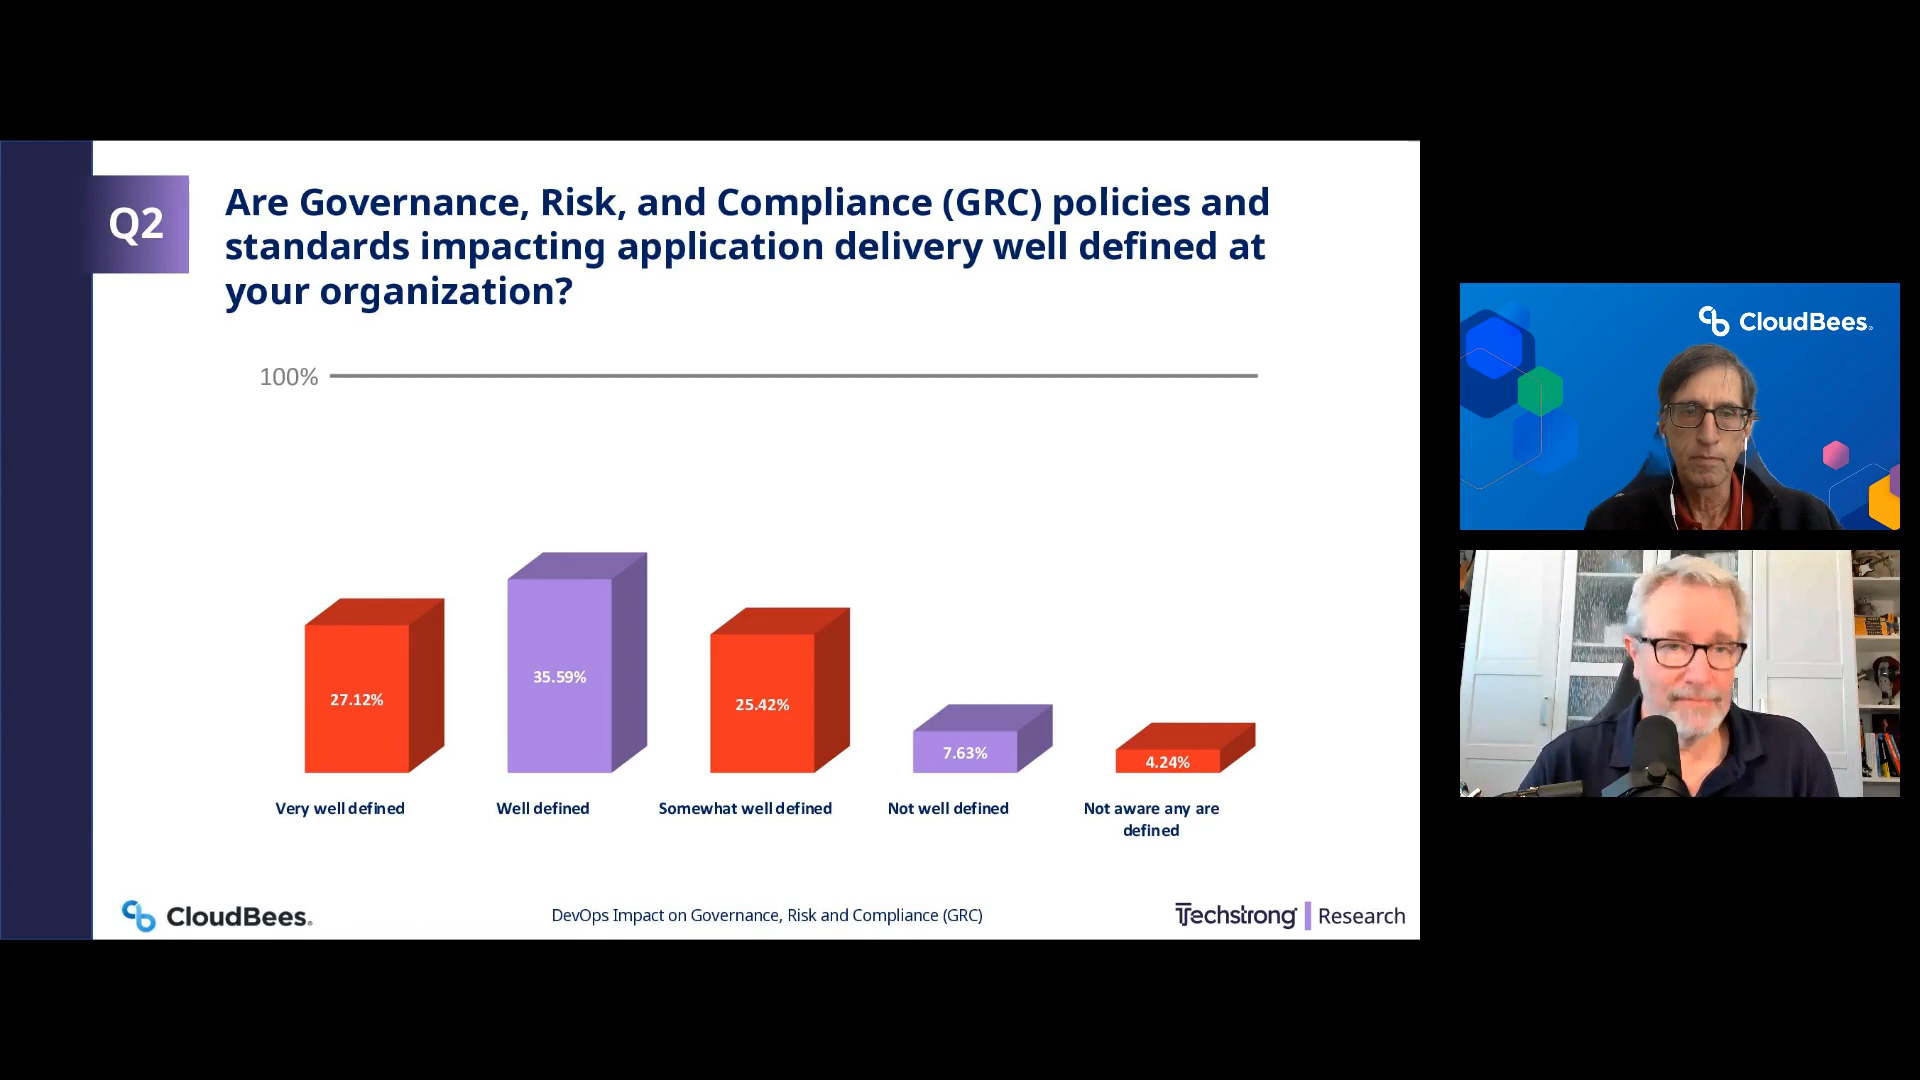 Q2
Are Governance, Risk, and Compliance (GRC) policies and
standards impacting application delivery well defined at
your organization?
100%
27.12%
35.59%
25.42%
7.63%
4.24%
Very well defined
Well defined
Somewhat well defined
Not well defined
Not aware any are
defined
CloudBees®
DevOps Impact on Governance, Risk and Compliance (GRC)
Techstrong | Research
CloudBees®